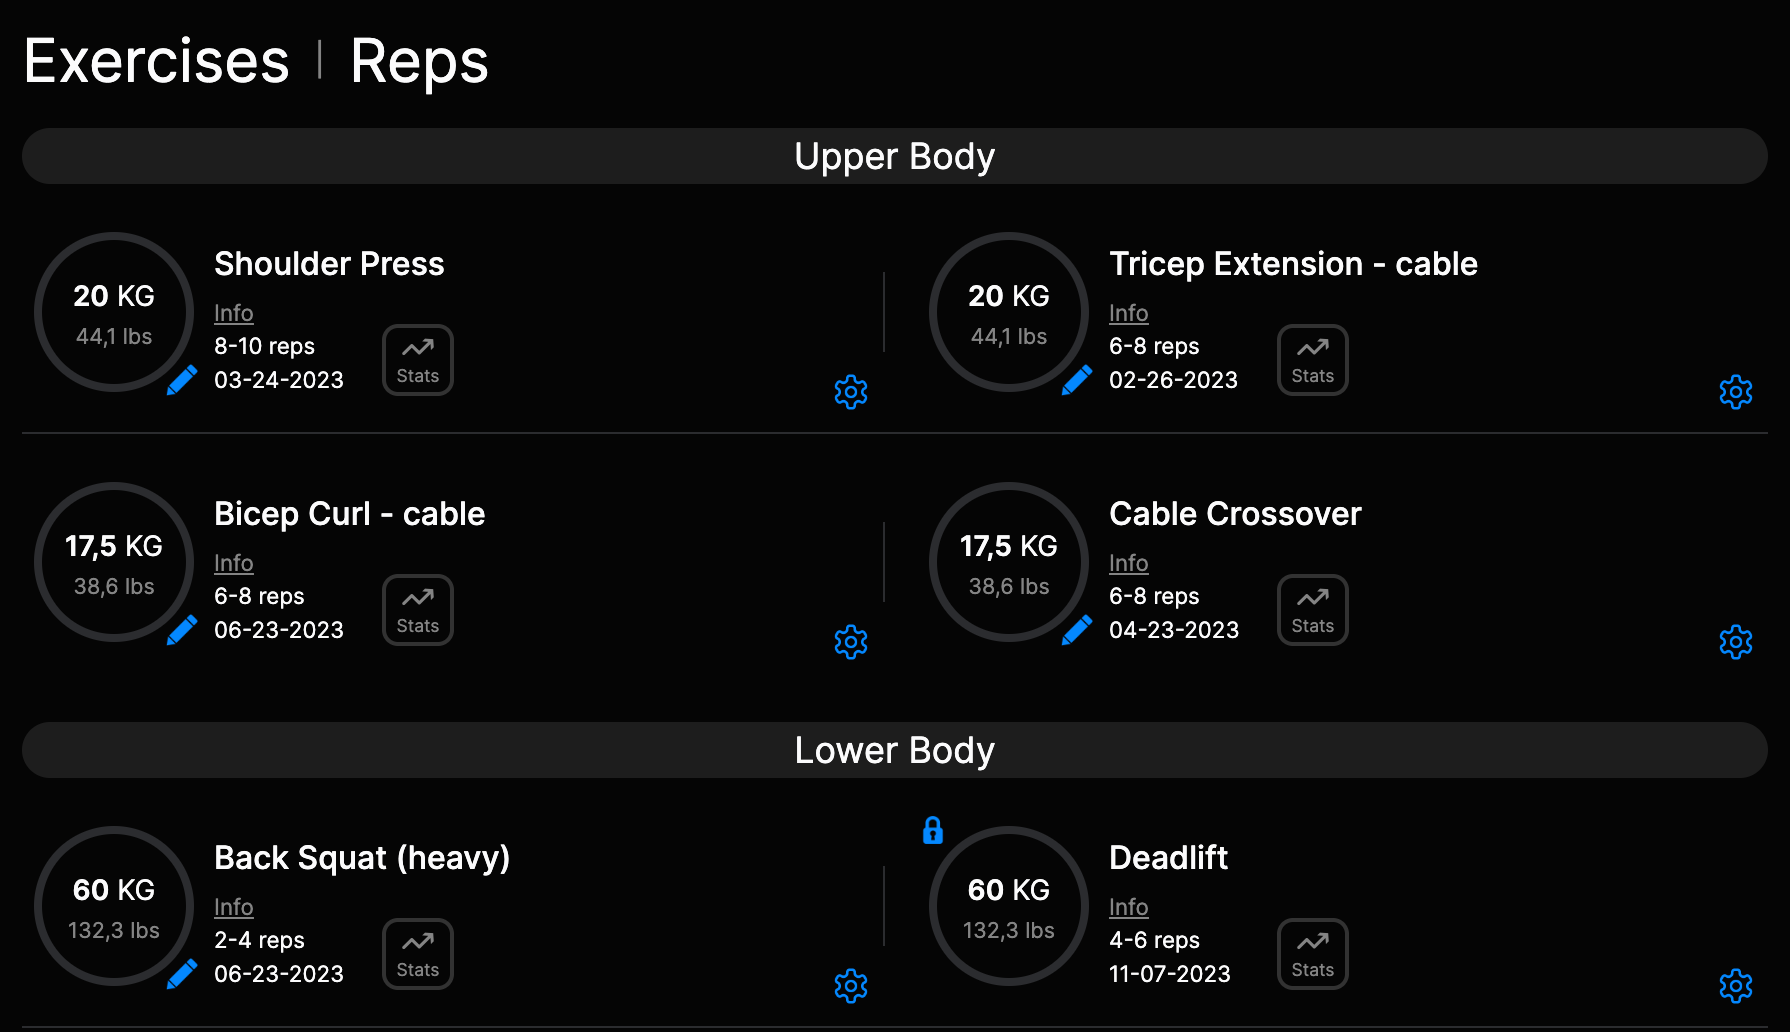 Exercises | Reps
Upper Body
Shoulder Press
20 KG
44,1 lbs
Info
8-10 reps
03-24-2023
Stats
Tricep Extension - cable
20 KG
44,1 lbs
Info
6-8 reps
02-26-2023
Stats
Bicep Curl - cable
17,5 KG
38,6 lbs
Info
6-8 reps
06-23-2023
Stats
Cable Crossover
17,5 KG
38,6 lbs
Info
6-8 reps
04-23-2023
Stats
Lower Body
Back Squat (heavy)
60 KG
132,3 lbs
Info
2-4 reps
06-23-2023
Stats
Deadlift
60 KG
132,3 lbs
Info
4-6 reps
11-07-2023
Stats